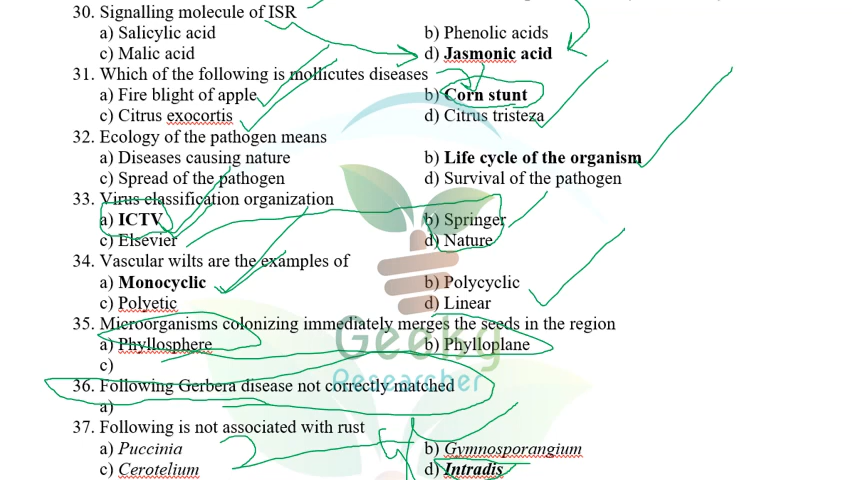 30. Signalling molecule of ISR
a) Salicylic acid b) Phenolic acids
c) Malic acid d) Jasmonic acid
31. Which of the following is mollicutes diseases
a) Fire blight of apple b) Corn stunt
c) Citrus exocortis d) Citrus tristeza
32. Ecology of the pathogen means
a) Diseases causing nature b) Life cycle of the organism
c) Spread of the pathogen d) Survival of the pathogen
33. Virus classification organization
a) ICTV b) Springer
c) Elsevier d) Nature
34. Vascular wilts are the examples of
a) Monocyclic b) Polycyclic
c) Polyetic d) Linear
35. Microorganisms colonizing immediately merges the seeds in the region
a) Phyllosphere b) Phylloplane
c)
Geeky
Researcher
36. Following Gerbera disease not correctly matched
a)
37. Following is not associated with rust
a) Puccinia b) Gymnosporangium
c) Cerotelium d) Intradis